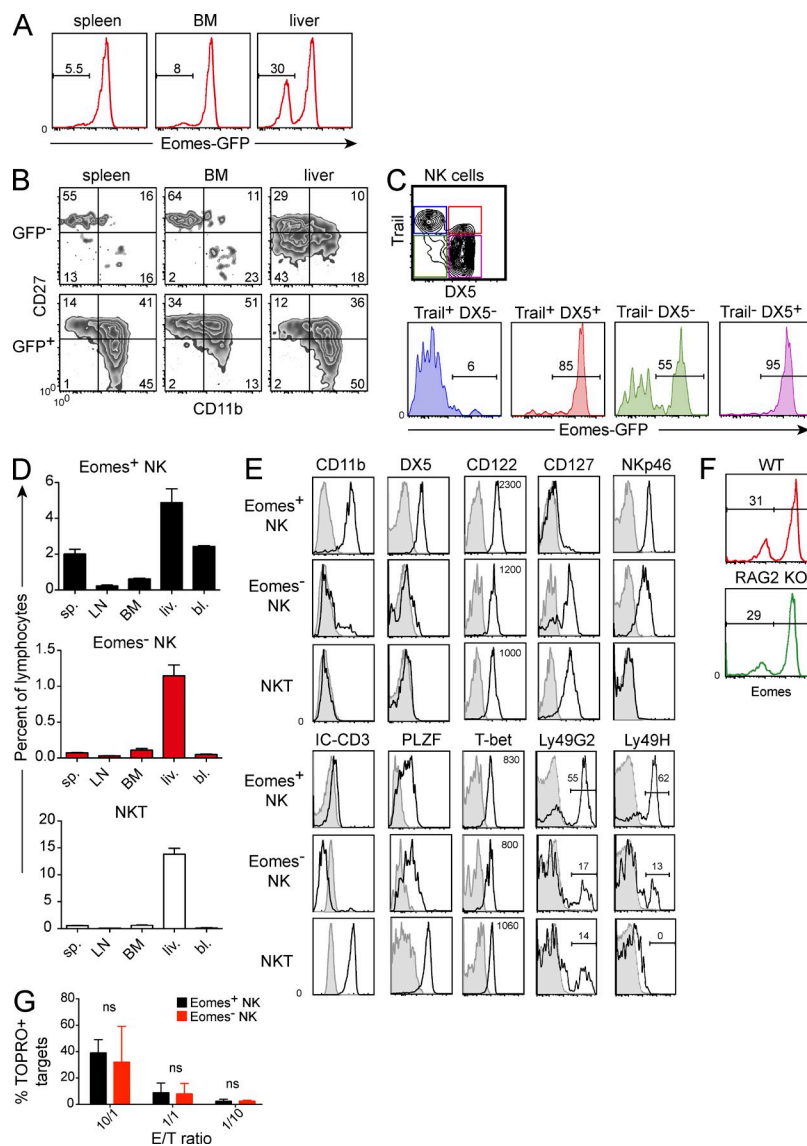 A
spleen BM liver
5.5 8 30
0
Eomes-GFP
B
spleen BM liver
GFP-
55 16 64 11 29 10
13 16 2 23 43 18
CD27
GFP+
14 41 34 51 12 36
1 45 2 13 2 50
10⁰
10⁰
CD11b
C
NK cells
Trail
DX5
Trail+ DX5- Trail+ DX5+ Trail- DX5- Trail- DX5+
6 85 55 95
0
Eomes-GFP
D
Percent of lymphocytes
Eomes+ NK
6
4
2
0
sp. LN BM liv. bl.
Eomes- NK
1.5
1.0
0.5
0.0
sp. LN BM liv. bl.
NKT
20
15
10
5
0
sp. LN BM liv. bl.
E
CD11b DX5 CD122 CD127 NKp46
Eomes+ NK
2300
Eomes- NK
1200
NKT
1000
0
IC-CD3 PLZF T-bet Ly49G2 Ly49H
Eomes+ NK
830 55 62
Eomes- NK
800 17 13
NKT
1060 14 0
0
F
WT
31
RAG2 KO
29
0
Eomes
G
% TOPRO+ targets
80
60
40
20
0
Eomes+ NK
Eomes- NK
ns ns ns
10/1 1/1 1/10
E/T ratio